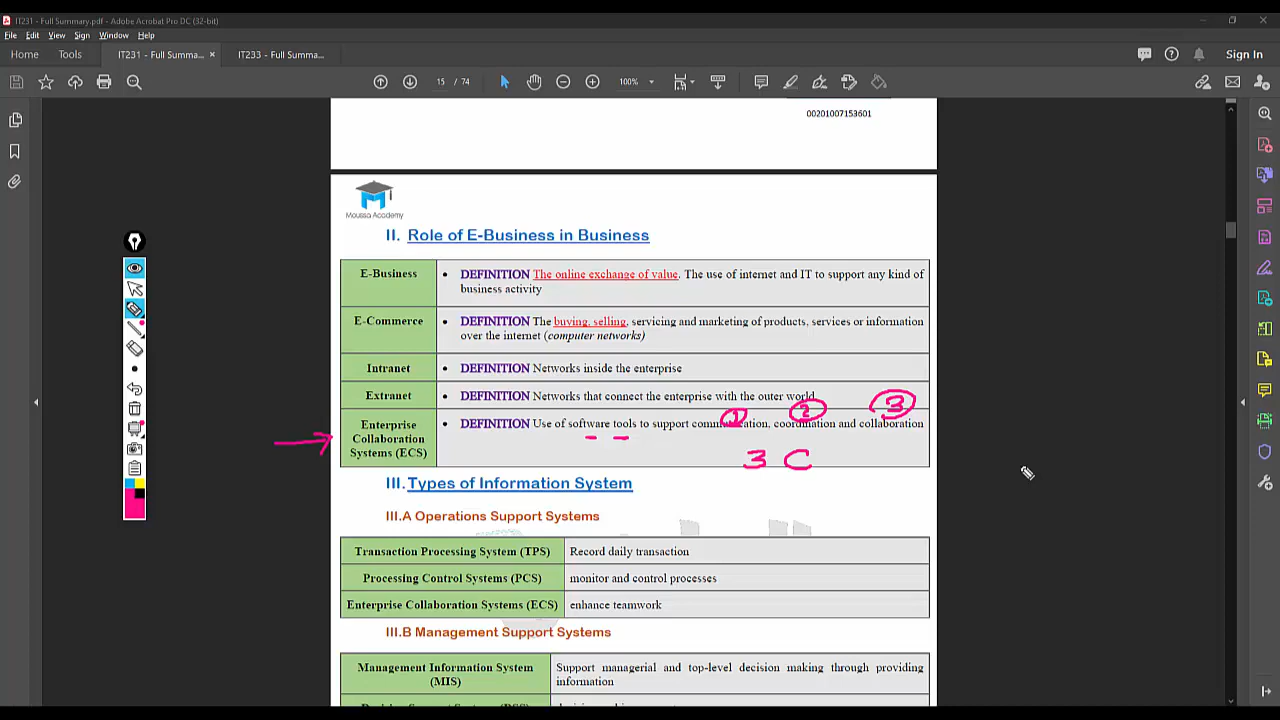 IT231 - Full Summary.pdf - Adobe Acrobat Pro DC (32-bit)
File Edit View Sign Window Help
Home Tools IT231 - Full Summa... × IT233 - Full Summa... Sign In
15 / 74 100%
00201007153601
Moussa Academy
II. Role of E-Business in Business
E-Business
• DEFINITION The online exchange of value. The use of internet and IT to support any kind of
business activity
E-Commerce
• DEFINITION The buying, selling, servicing and marketing of products, services or information
over the internet (computer networks)
Intranet
• DEFINITION Networks inside the enterprise
Extranet
• DEFINITION Networks that connect the enterprise with the outer world
1 2 3
Enterprise
Collaboration
Systems (ECS)
• DEFINITION Use of software tools to support communication, coordination and collaboration
3 C
III. Types of Information System
III.A Operations Support Systems
Transaction Processing System (TPS) Record daily transaction
Processing Control Systems (PCS) monitor and control processes
Enterprise Collaboration Systems (ECS) enhance teamwork
III.B Management Support Systems
Management Information System
(MIS)
Support managerial and top-level decision making through providing
information